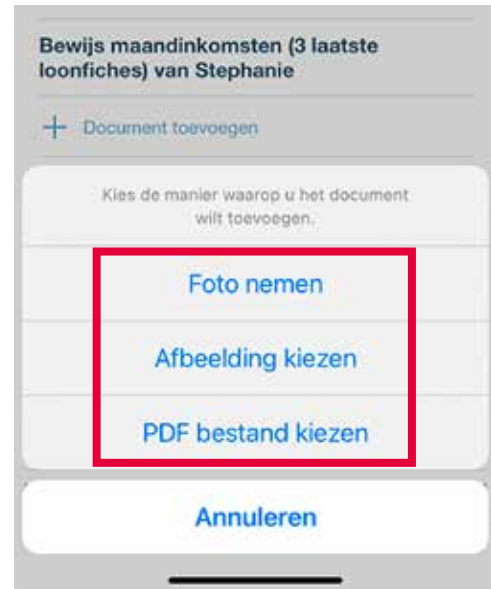 Bewijs maandinkomsten (3 laatste
loonfiches) van Stephanie
+ Document toevoegen
Kies de manier waarop u het document
wilt toevoegen.
Foto nemen
Afbeelding kiezen
PDF bestand kiezen
Annuleren